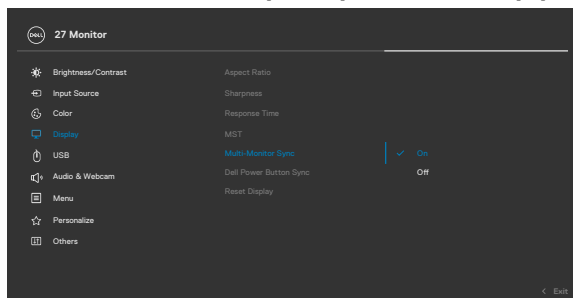 DELL 27 Monitor
Brightness/Contrast Aspect Ratio
Input Source Sharpness
Color Response Time
Display MST
USB Multi-Monitor Sync On
Audio & Webcam Dell Power Button Sync Off
Menu Reset Display
Personalize
Others
Exit